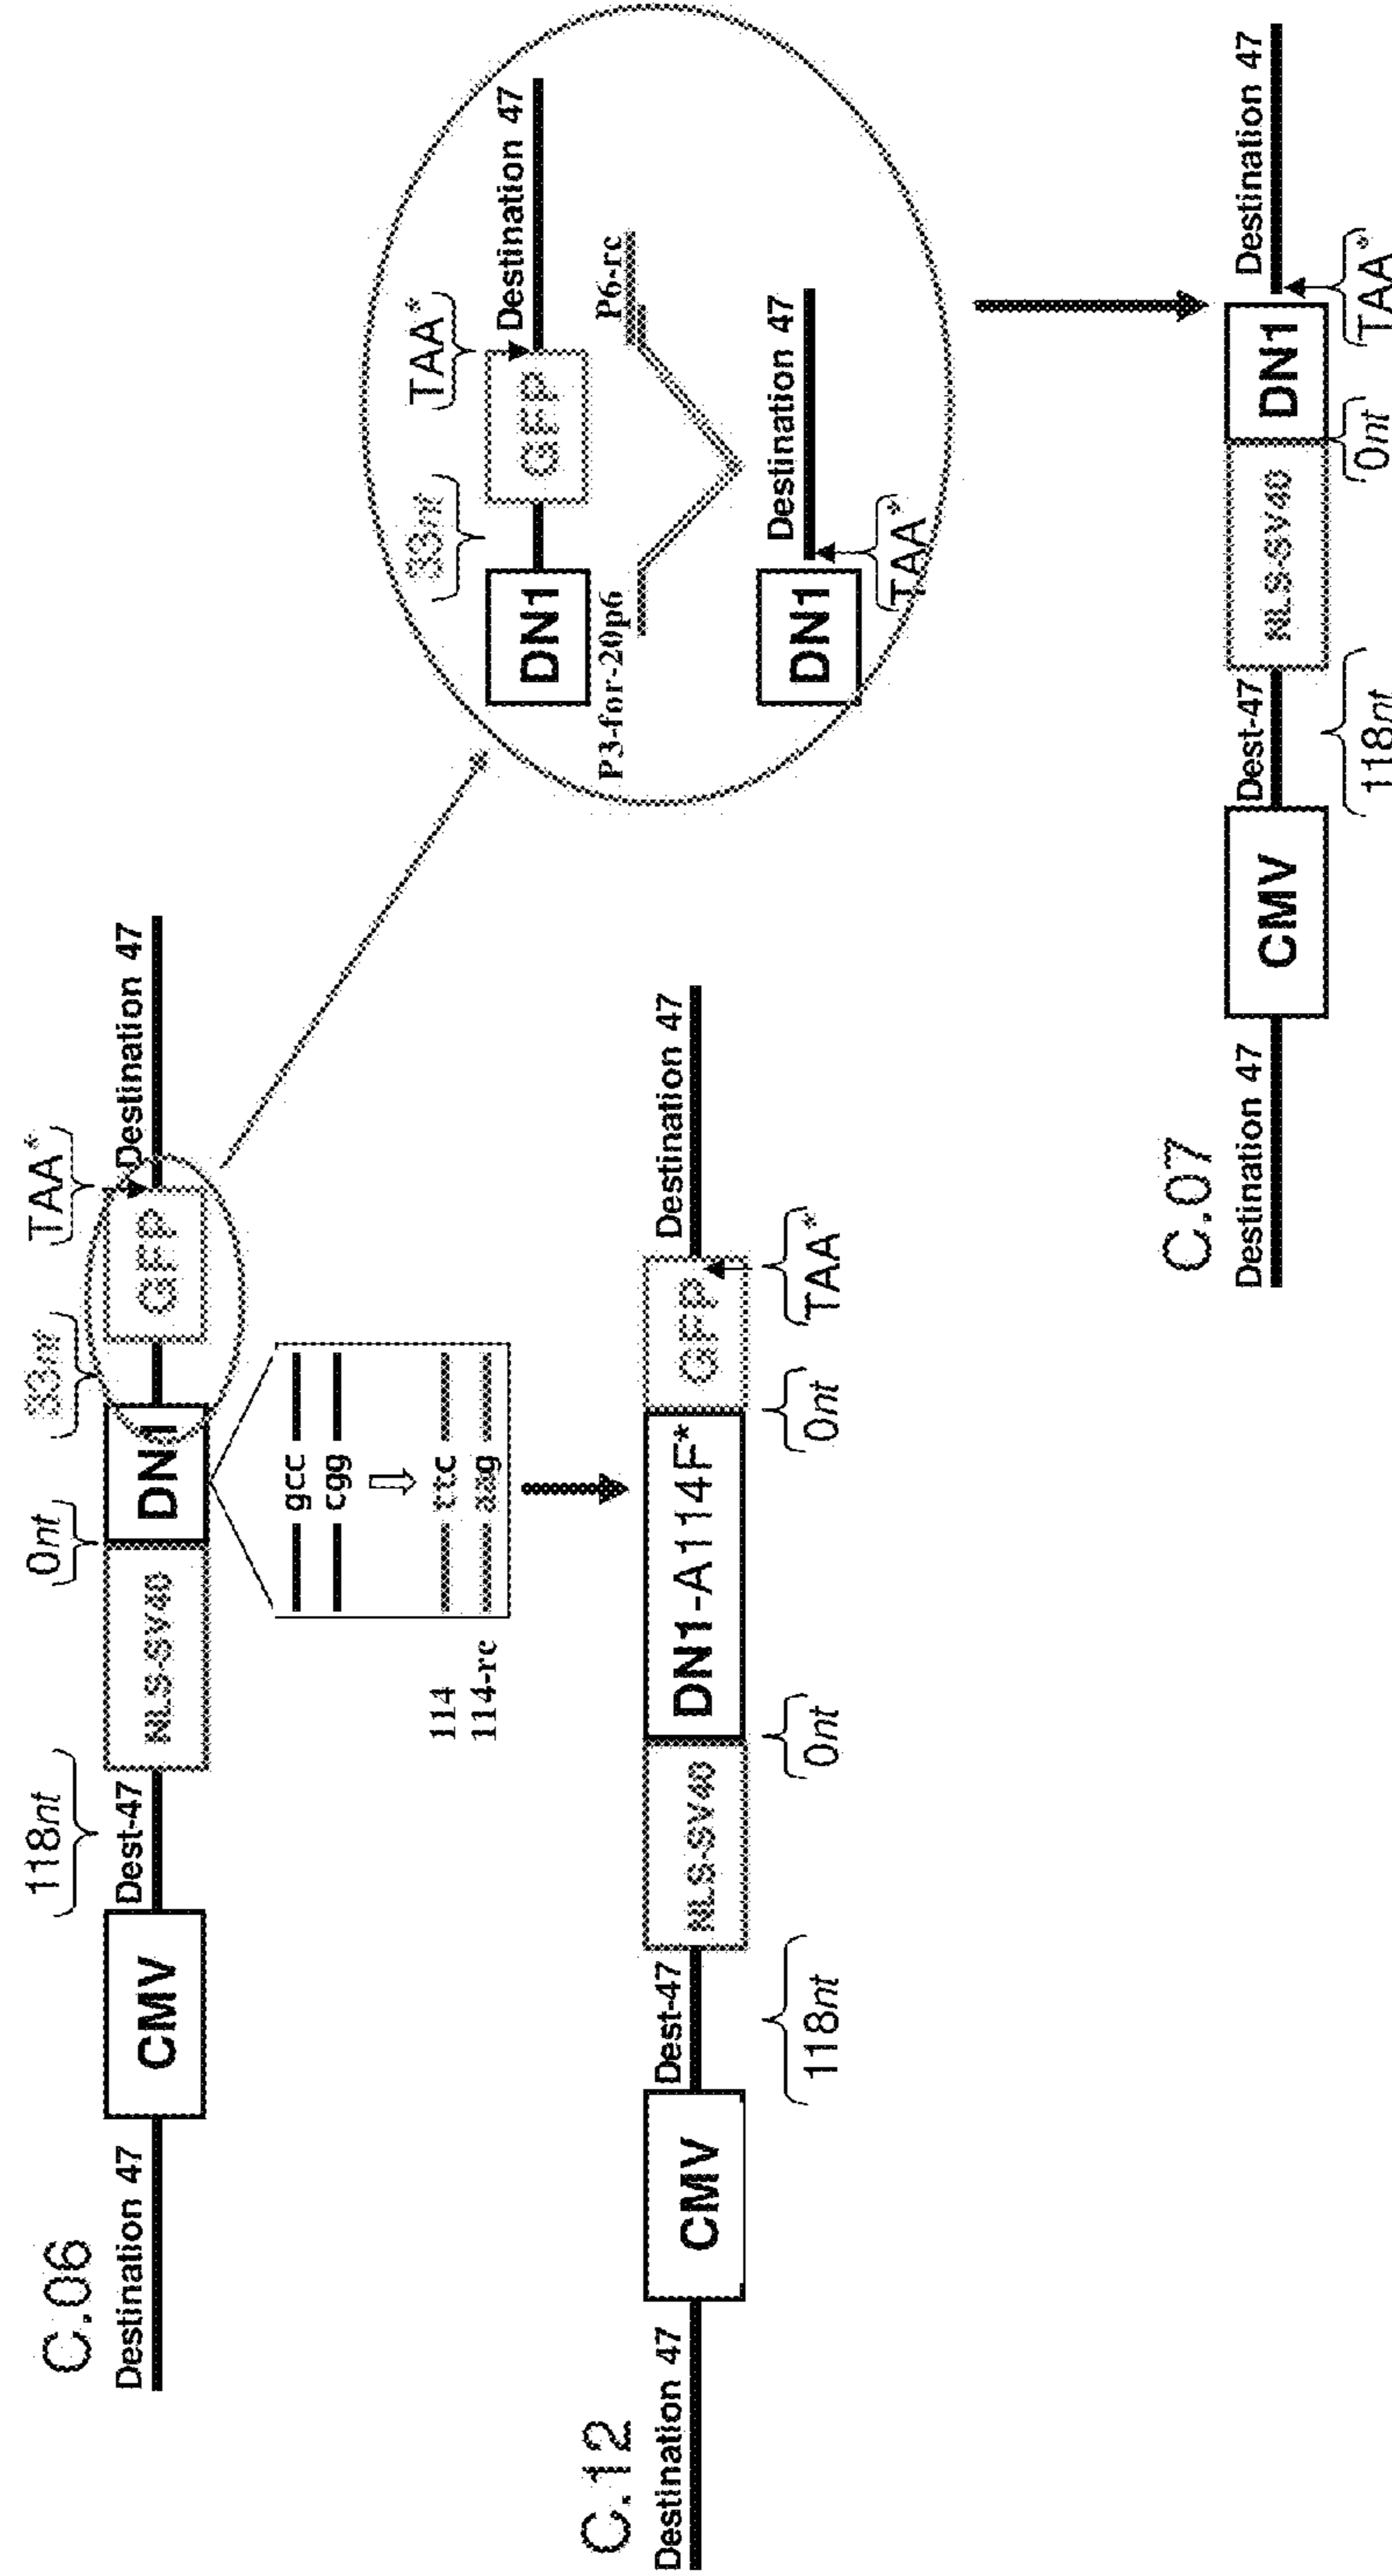 C.06
118nt
0nt
33nt
TAA*
Destination 47
CMV
Dest-47
NLS-SV40
DN1
GFP
Destination 47
gcc
cgg
114
ttc
114-rc
aag
33nt
TAA*
DN1
GFP
Destination 47
P3-for-20p6
P6-rc
DN1
Destination 47
TAA*
C.12
Destination 47
CMV
Dest-47
NLS-SV40
DN1-A114F*
GFP
Destination 47
118nt
0nt
0nt
TAA*
C.07
Destination 47
CMV
Dest-47
NLS-SV40
DN1
Destination 47
118nt
0nt
TAA*